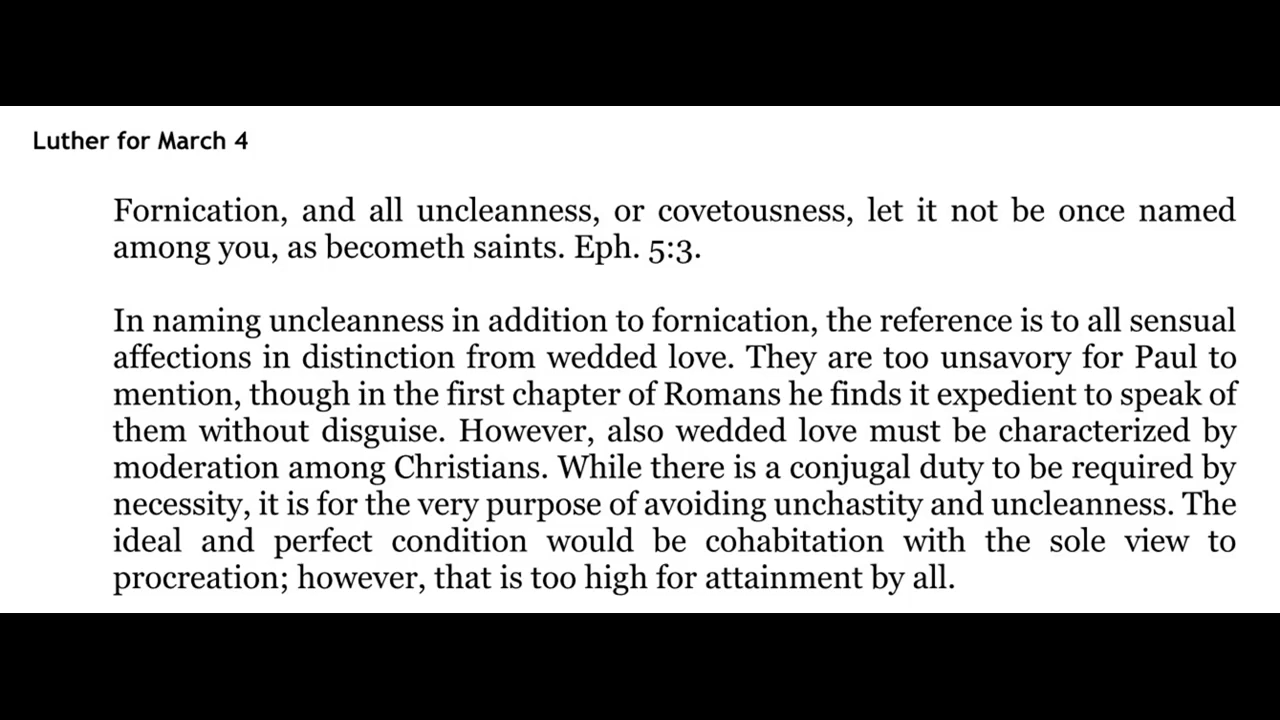 Luther for March 4
Fornication, and all uncleanness, or covetousness, let it not be once named
among you, as becometh saints. Eph. 5:3.
In naming uncleanness in addition to fornication, the reference is to all sensual
affections in distinction from wedded love. They are too unsavory for Paul to
mention, though in the first chapter of Romans he finds it expedient to speak of
them without disguise. However, also wedded love must be characterized by
moderation among Christians. While there is a conjugal duty to be required by
necessity, it is for the very purpose of avoiding unchastity and uncleanness. The
ideal and perfect condition would be cohabitation with the sole view to
procreation; however, that is too high for attainment by all.